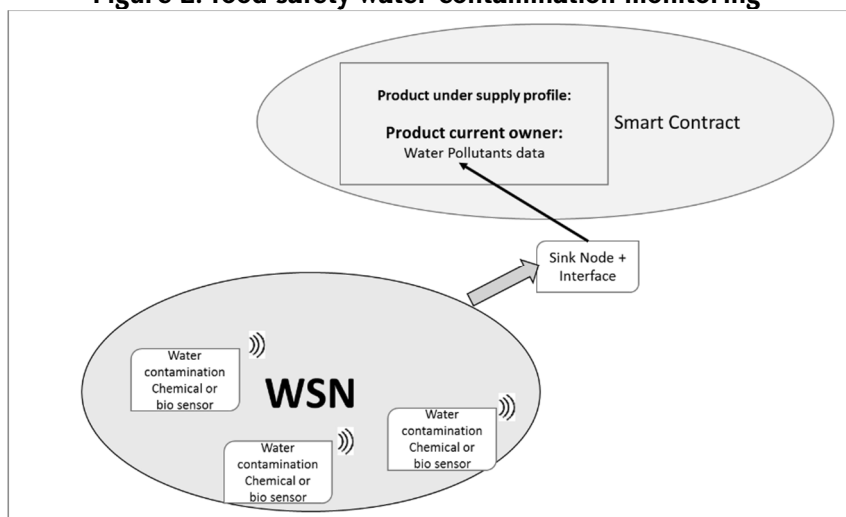 Figure 2: food safety water contamination monitoring
Product under supply profile:
Product current owner:
Water Pollutants data
Smart Contract
Sink Node +
Interface
Water
contamination
Chemical or
bio sensor
WSN
Water
contamination
Chemical or
bio sensor
Water
contamination
Chemical or
bio sensor